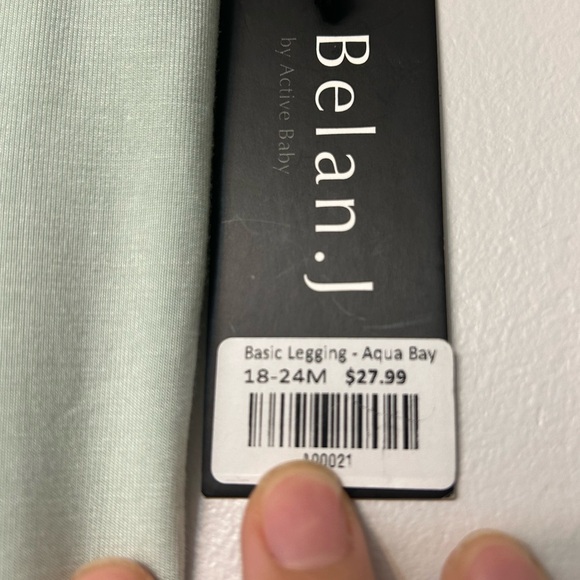 Belan.J
by Active Baby
Basic Legging - Aqua Bay
18-24M $27.99